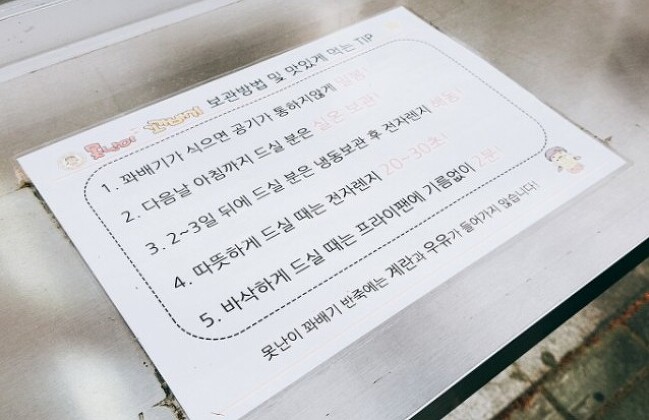 못난이 꽈배기 보관방법 및 맛있게 먹는 TIP
1. 꽈배기가 식으면 공기가 통하지않게 밀봉!
2. 다음날 아침까지 드실 분은 실온 보관!
3. 2~3일 뒤에 드실 분은 냉동보관 후 전자렌지 해동!
4. 따뜻하게 드실 때는 전자렌지 20~30초!
5. 바삭하게 드실 때는 프라이팬에 기름없이 2분!
못난이 꽈배기 반죽에는 계란과 우유가 들어가지 않습니다!